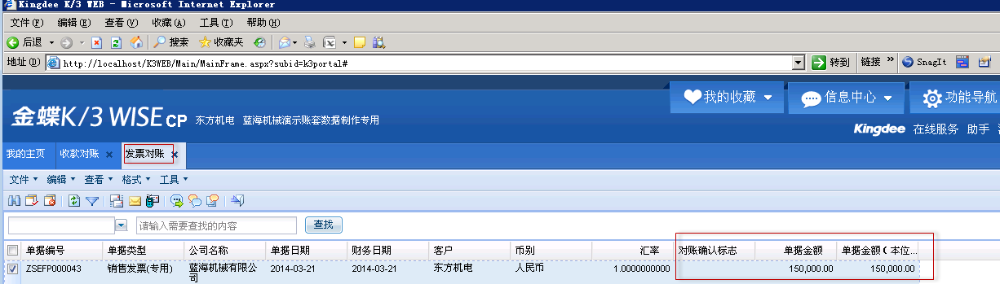 Kingdee K/3 WEB - Microsoft Internet Explorer
文件(F) 编辑(E) 查看(V) 收藏(A) 工具(T) 帮助(H)
后退 搜索 收藏夹
地址(D) http://localhost/K3WEB/Main/MainFrame.aspx?subid=k3portal# 转到 链接 » SnagIt
我的收藏 信息中心 功能导航
金蝶K/3 WISE CP 东方机电 蓝海机械演示账套数据制作专用
Kingdee 在线服务 助手
我的主页 收款对账 × 发票对账 ×
文件 编辑 查看 格式 工具
请输入需要查找的内容 查找
单据编号 单据类型 公司名称 单据日期 财务日期 客户 币别 汇率 对账确认标志 单据金额 单据金额(本位...
ZSEFP000043 销售发票(专用) 蓝海机械有限公 2014-03-21 2014-03-21 东方机电 人民币 1.0000000000 150,000.00 150,000.00
司